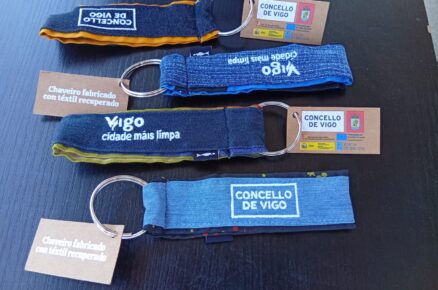 CONCELLO
DE VIGO
CONCELLO
DE VIGO
Vigo
cidade máis limpa
Chaveiro fabricado
con téxtil recuperado
Vigo
cidade máis limpa
CONCELLO
DE VIGO
CONCELLO
DE VIGO
Chaveiro fabricado
con téxtil recuperado